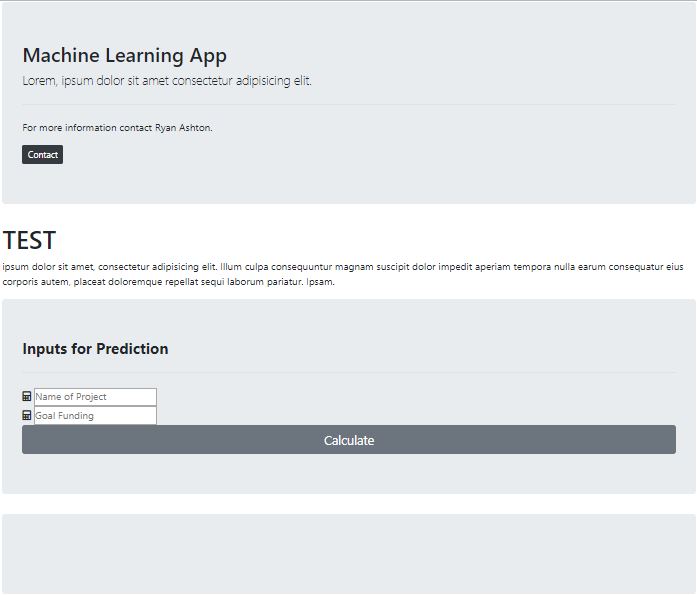 Machine Learning App
Lorem, ipsum dolor sit amet consectetur adipisicing elit.
For more information contact Ryan Ashton.
Contact
TEST
ipsum dolor sit amet, consectetur adipisicing elit. Illum culpa consequuntur magnam suscipit dolor impedit aperiam tempora nulla earum consequatur eius
corporis autem, placeat doloremque repellat sequi laborum pariatur. Ipsam.
Inputs for Prediction
Name of Project
Goal Funding
Calculate